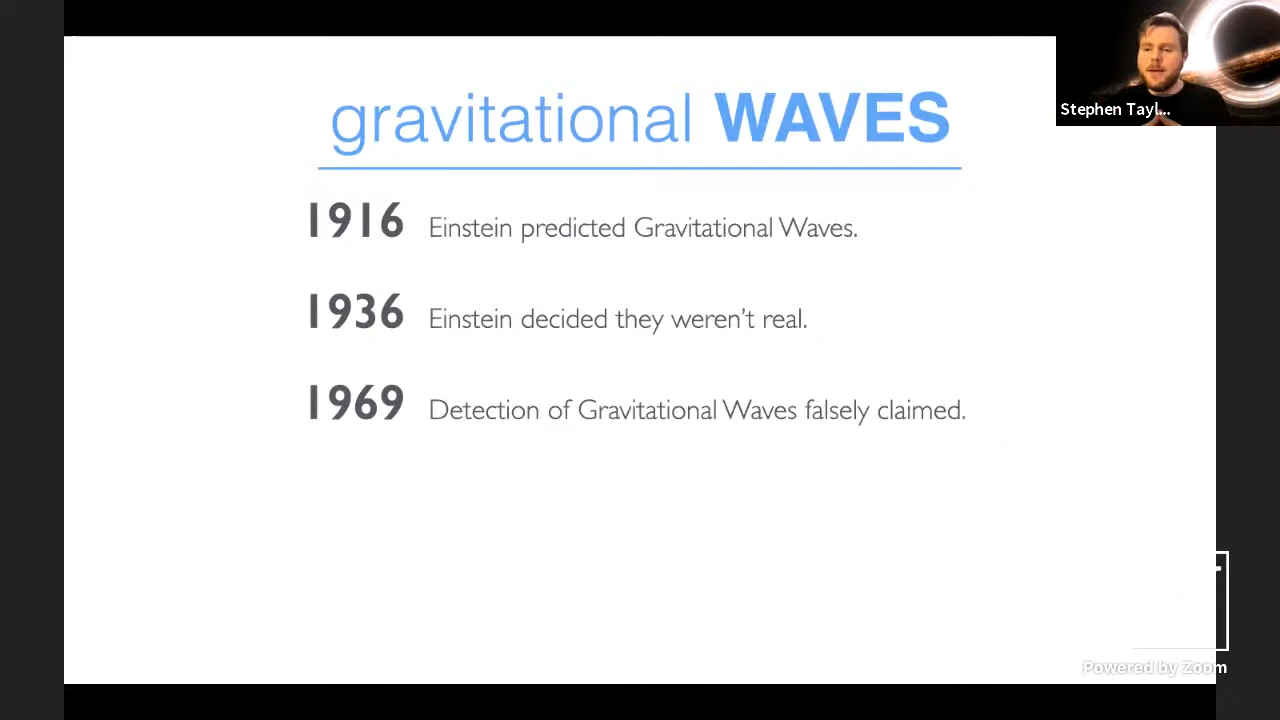 gravitational WAVES
Stephen Tayl...
1916 Einstein predicted Gravitational Waves.
1936 Einstein decided they weren't real.
1969 Detection of Gravitational Waves falsely claimed.
Powered by Zoom